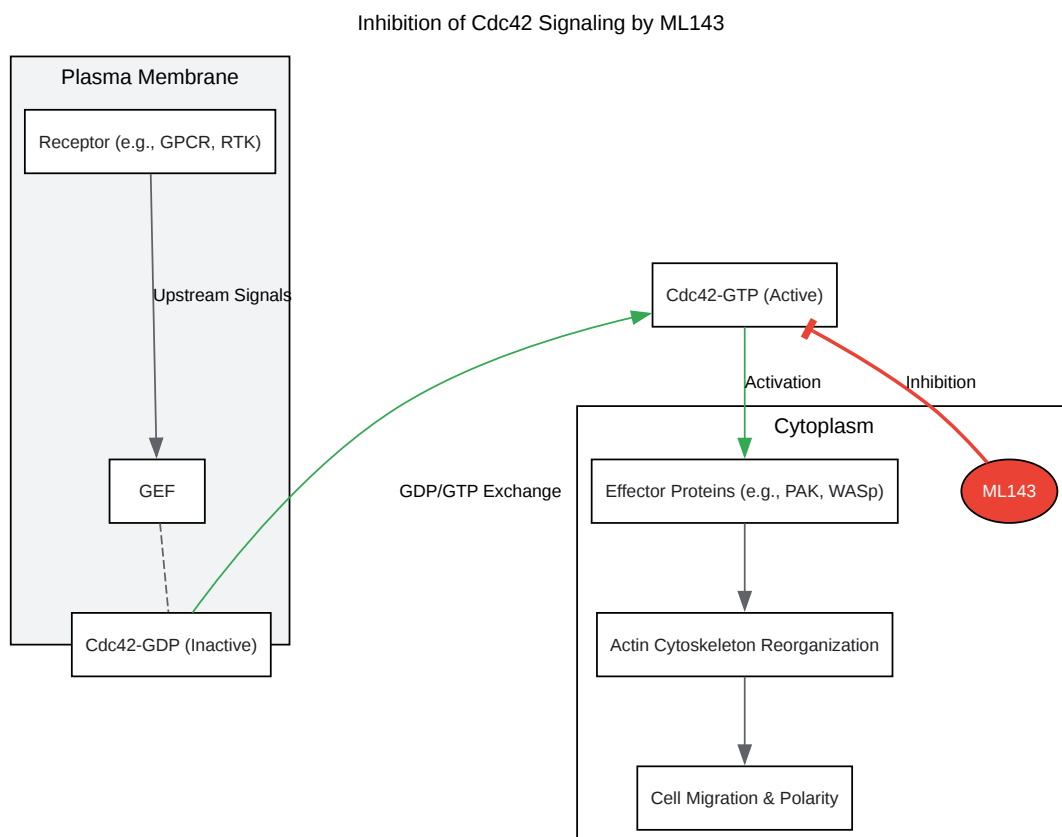 Inhibition of Cdc42 Signaling by ML143
Plasma Membrane
Receptor (e.g., GPCR, RTK)
Upstream Signals
GEF
Cdc42-GDP (Inactive)
GDP/GTP Exchange
Cdc42-GTP (Active)
Activation
Inhibition
Cytoplasm
Effector Proteins (e.g., PAK, WASp)
ML143
Actin Cytoskeleton Reorganization
Cell Migration & Polarity